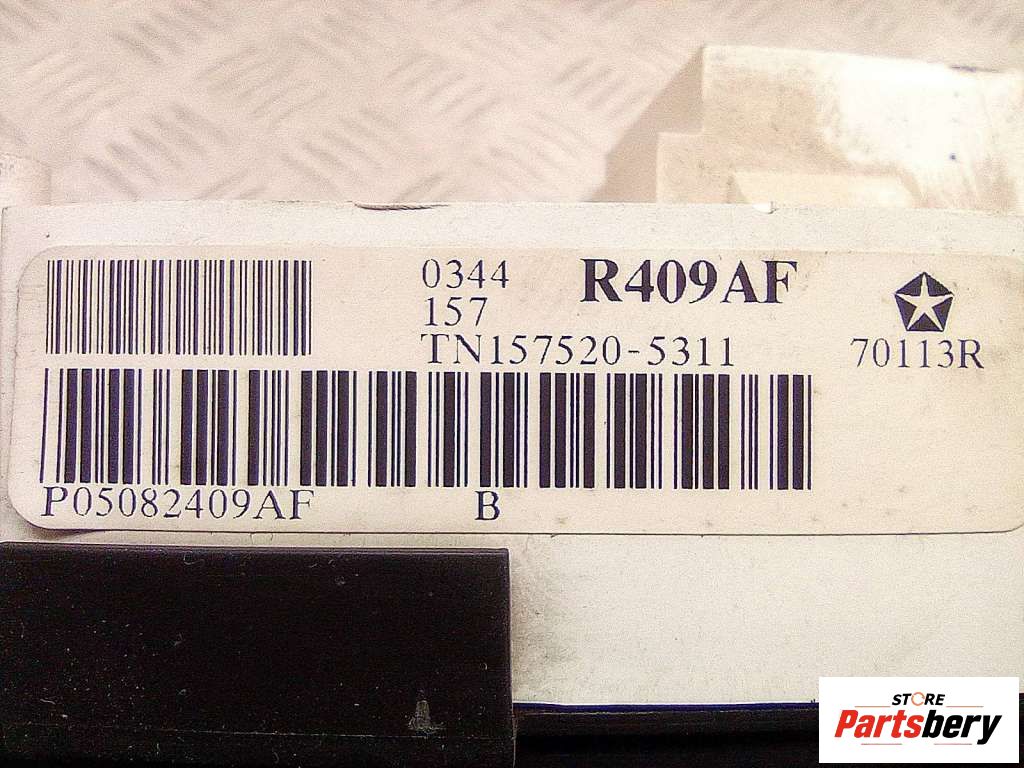 0344
R409AF
157
TN157520-5311
70113R
P05082409AF B
STORE
Partsbery